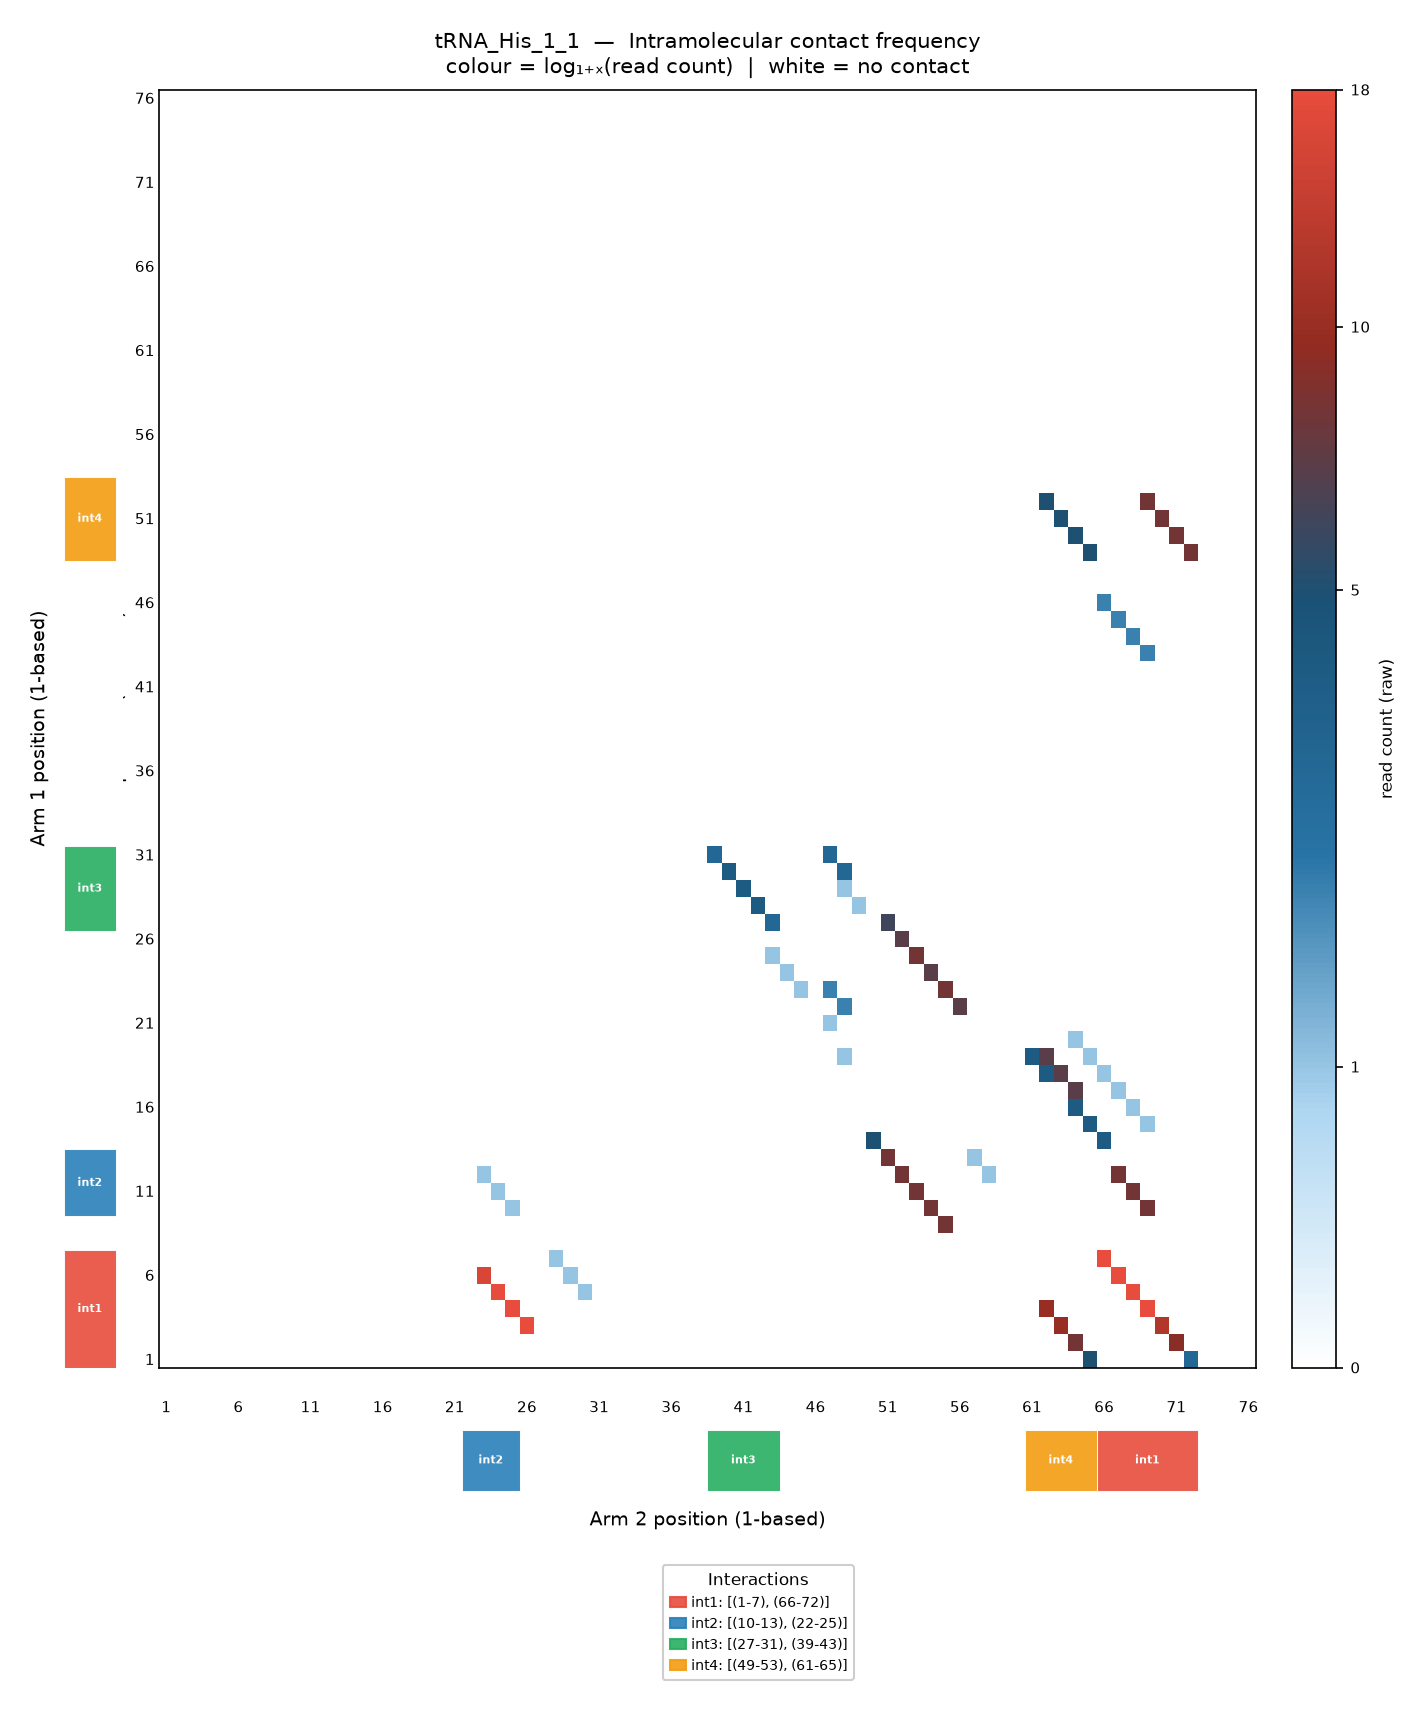 tRNA_His_1_1 — Intramolecular contact frequency
colour = log₁₊ₓ(read count) | white = no contact
76
71
66
61
56
51
46
41
36
31
26
21
16
11
6
1
Arm 1 position (1-based)
int4
int3
int2
int1
1 6 11 16 21 26 31 36 41 46 51 56 61 66 71 76
int2 int3 int4 int1
Arm 2 position (1-based)
18
10
5
1
0
read count (raw)
Interactions
int1: [(1-7), (66-72)]
int2: [(10-13), (22-25)]
int3: [(27-31), (39-43)]
int4: [(49-53), (61-65)]